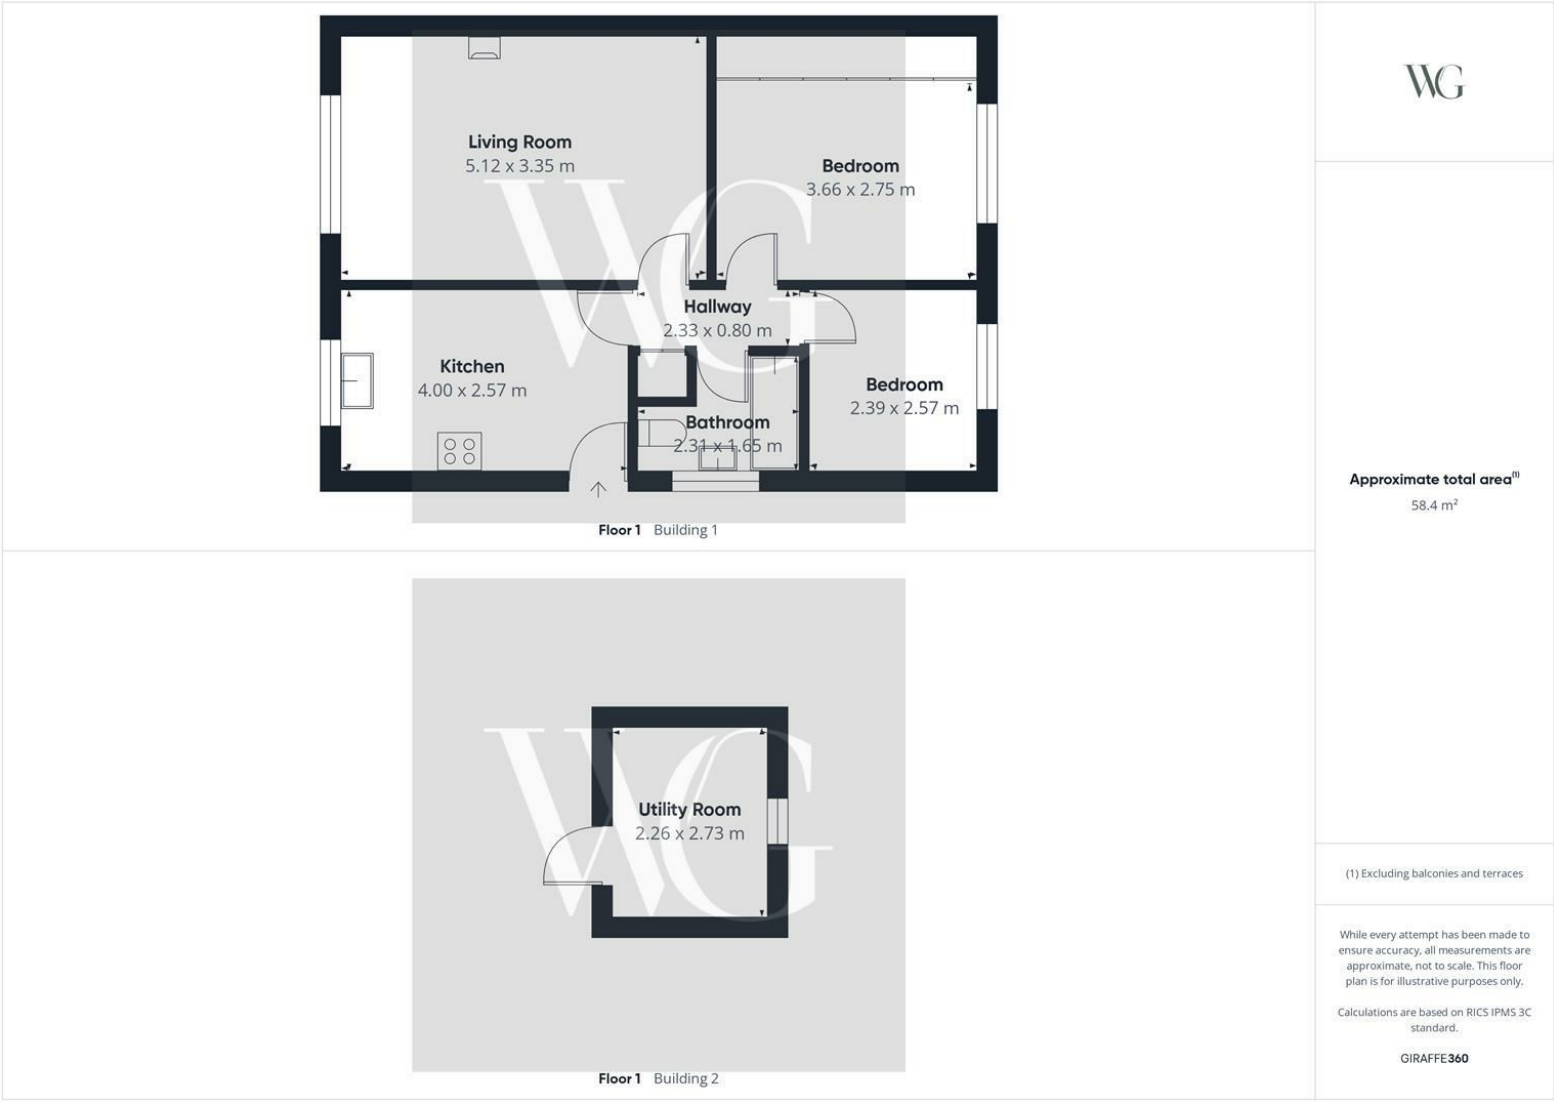 Living Room
5.12 x 3.35 m
Bedroom
3.66 x 2.75 m
Hallway
2.33 x 0.80 m
Kitchen
4.00 x 2.57 m
Bedroom
2.39 x 2.57 m
Bathroom
2.31 x 1.65 m
Floor 1 Building 1
WG
Utility Room
2.26 x 2.73 m
Floor 1 Building 2
WG
WG
Approximate total area(1)
58.4 m²
(1) Excluding balconies and terraces
While every attempt has been made to
ensure accuracy, all measurements are
approximate, not to scale. This floor
plan is for illustrative purposes only.
Calculations are based on RICS IPMS 3C
standard.
GIRAFFE360